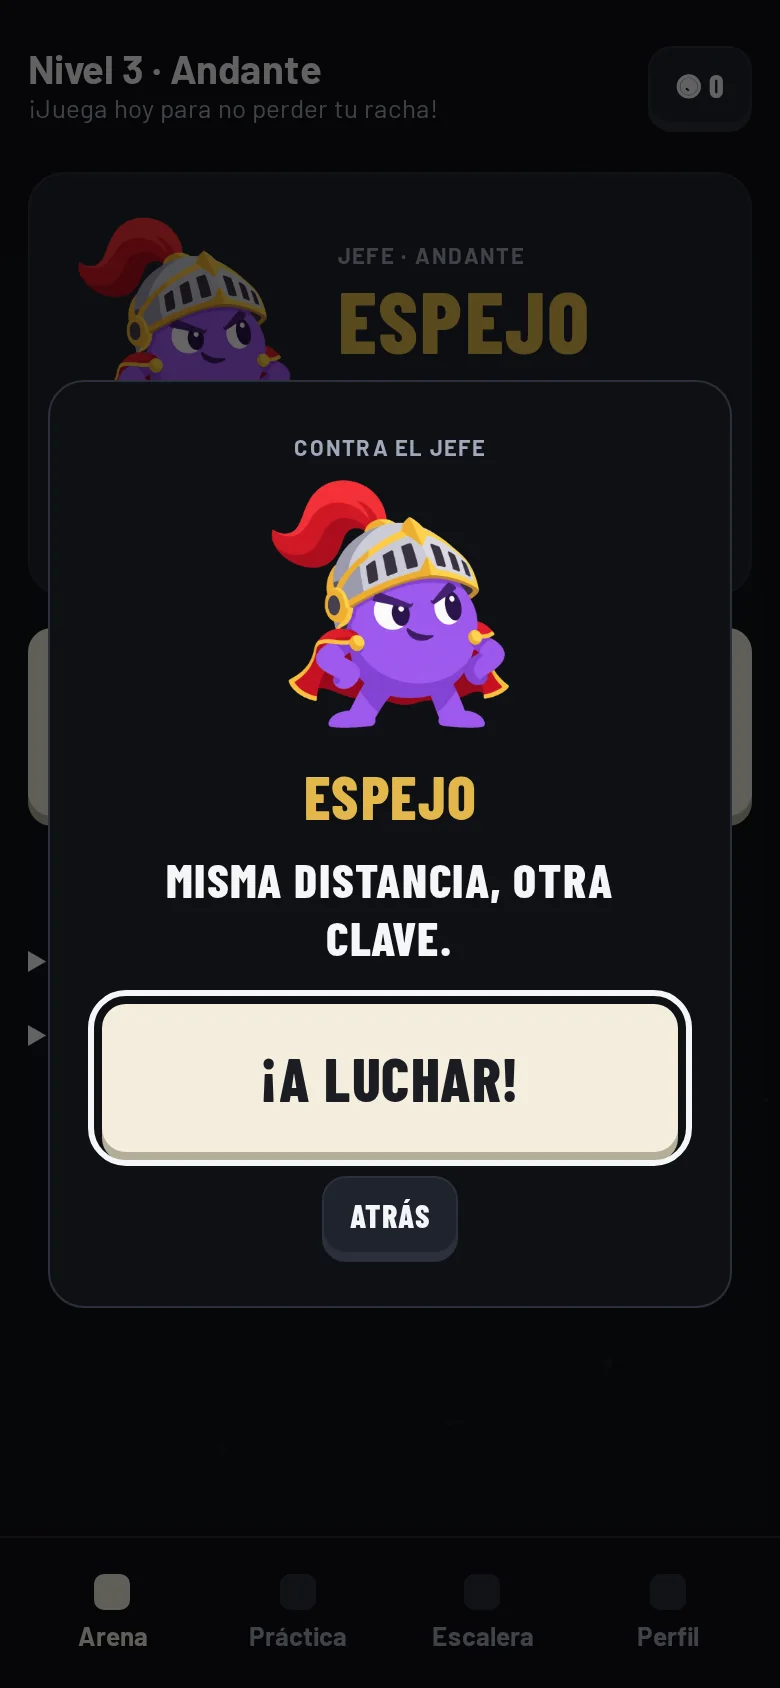 Nivel 3 · Andante
¡Juega hoy para no perder tu racha!
0
JEFE · ANDANTE
ESPEJO
CONTRA EL JEFE
ESPEJO
MISMA DISTANCIA, OTRA
CLAVE.
¡A LUCHAR!
ATRÁS
Arena
Práctica
Escalera
Perfil